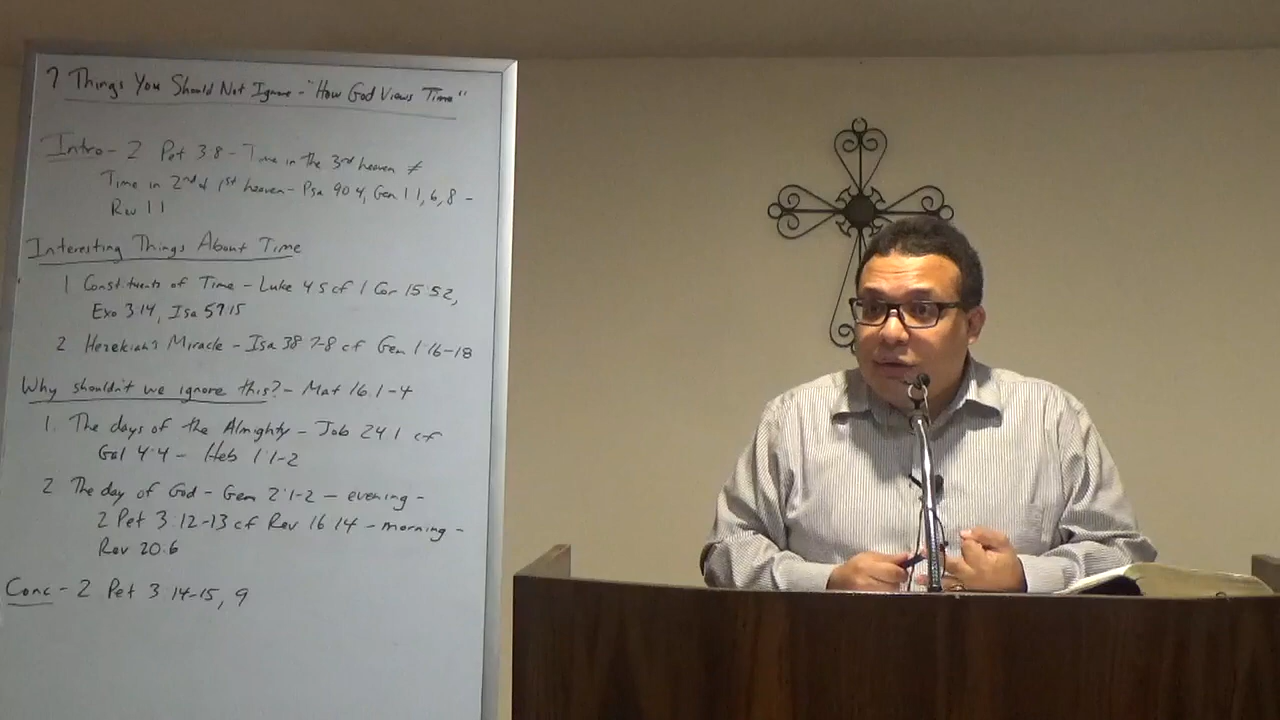 7 Things You Should Not Ignore - "How God Views Time"
Intro - 2 Pet 3:8 - Time in the 3rd heaven ≠
Time in 2nd & 1st heaven - Psa 90:4, Gen 1:1, 6, 8 -
Rev 1:1
Interesting Things About Time
1 Constituents of Time - Luke 4:5 cf 1 Cor 15:52,
Exo 3:14, Isa 57:15
2 Hezekiah's Miracle - Isa 38:7-8 cf Gen 1:16-18
Why shouldn't we ignore this? - Mat 16:1-4
1. The days of the Almighty - Job 24:1 cf
Gal 4:4 - Heb 1:1-2
2 The day of God - Gen 2:1-2 - evening -
2 Pet 3:12-13 cf Rev 16:14 - morning -
Rev 20:6
Conc - 2 Pet 3:14-15, 9